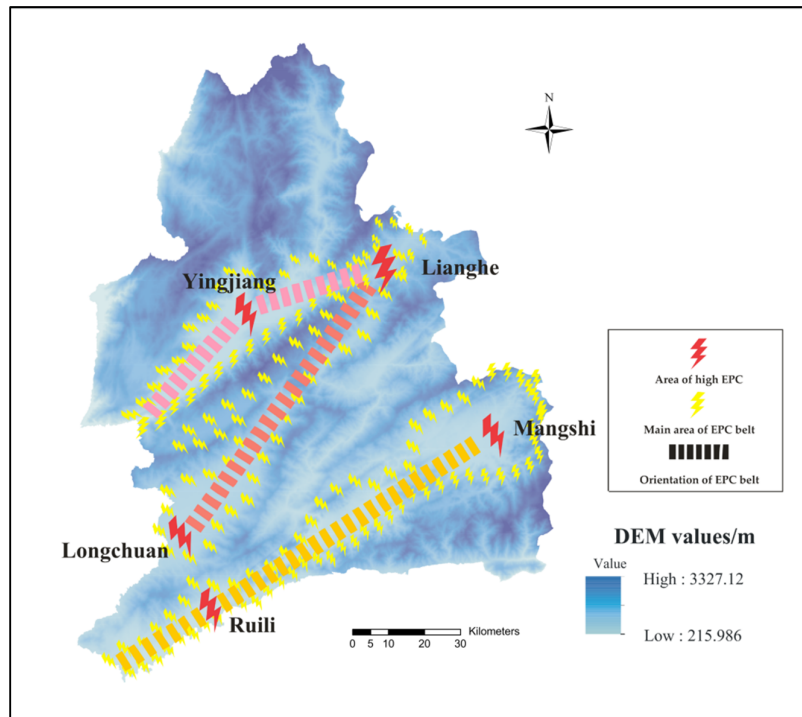 N
Yingjiang
Lianghe
Mangshi
Longchuan
Ruili
Area of high EPC
Main area of EPC belt
Orientation of EPC belt
DEM values/m
Value
High : 3327.12
Low : 215.986
Kilometers
0 5 10 20 30